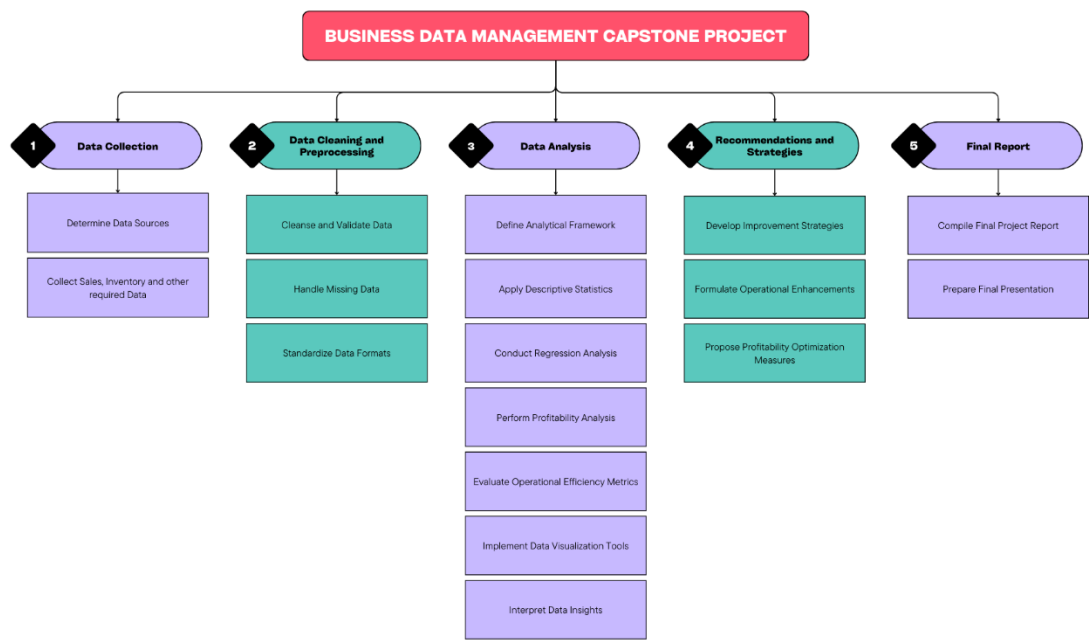 BUSINESS DATA MANAGEMENT CAPSTONE PROJECT
1
Data Collection
Determine Data Sources
Collect Sales, Inventory and other
required Data
2
Data Cleaning and
Preprocessing
Cleanse and Validate Data
Handle Missing Data
Standardize Data Formats
3
Data Analysis
Define Analytical Framework
Apply Descriptive Statistics
Conduct Regression Analysis
Perform Profitability Analysis
Evaluate Operational Efficiency Metrics
Implement Data Visualization Tools
Interpret Data Insights
4
Recommendations and
Strategies
Develop Improvement Strategies
Formulate Operational Enhancements
Propose Profitability Optimization
Measures
5
Final Report
Compile Final Project Report
Prepare Final Presentation